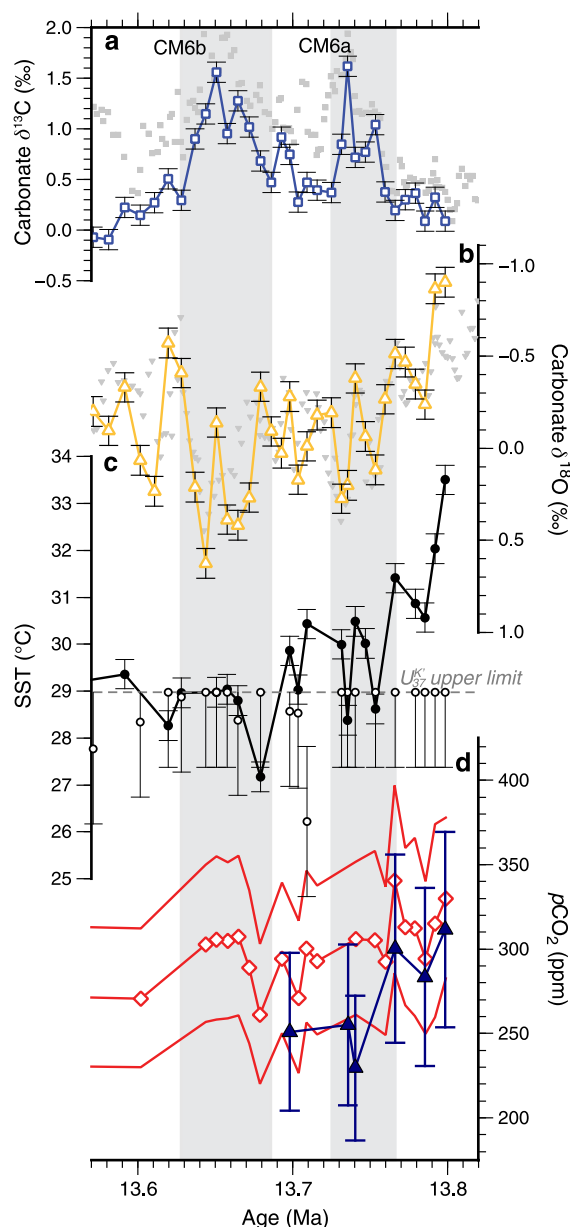 CM6b
CM6a
a
2.0
1.5
1.0
0.5
0.0
−0.5
Carbonate δ13C (‰)
b
−1.0
−0.5
0.0
0.5
1.0
Carbonate δ18O (‰)
c
34
33
32
31
30
29
28
27
26
25
SST (°C)
UK'37 upper limit
d
400
350
300
250
200
pCO2 (ppm)
13.6
13.7
13.8
Age (Ma)